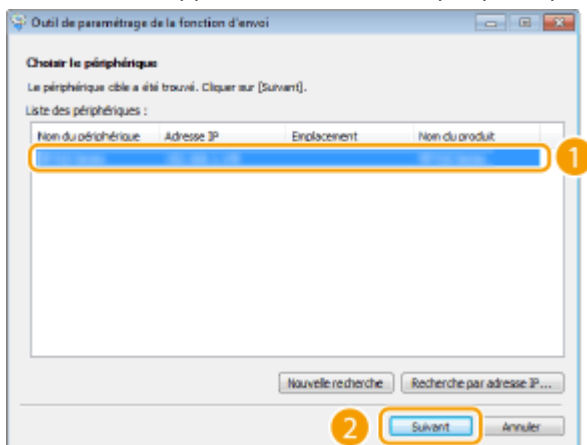 Outil de paramétrage de la fonction d'envoi
Choisir le périphérique
Le périphérique cible a été trouvé. Cliquer sur [Suivant].
Liste des périphériques :
Nom du périphérique Adresse IP Emplacement Nom du produit
1
Nouvelle recherche Recherche par adresse IP...
2 Suivant Annuler